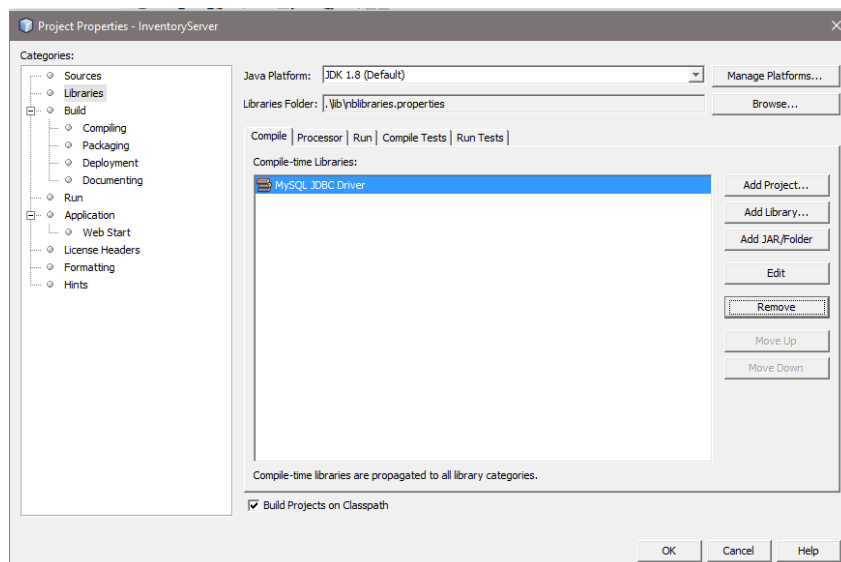 Project Properties - InventoryServer
Categories:
Sources
Libraries
Build
Compiling
Packaging
Deployment
Documenting
Run
Application
Web Start
License Headers
Formatting
Hints
Java Platform: JDK 1.8 (Default) Manage Platforms...
Libraries Folder: .\lib\nblibraries.properties Browse...
Compile Processor Run Compile Tests Run Tests
Compile-time Libraries:
MySQL JDBC Driver
Add Project...
Add Library...
Add JAR/Folder
Edit
Remove
Move Up
Move Down
Compile-time libraries are propagated to all library categories.
Build Projects on Classpath
OK Cancel Help